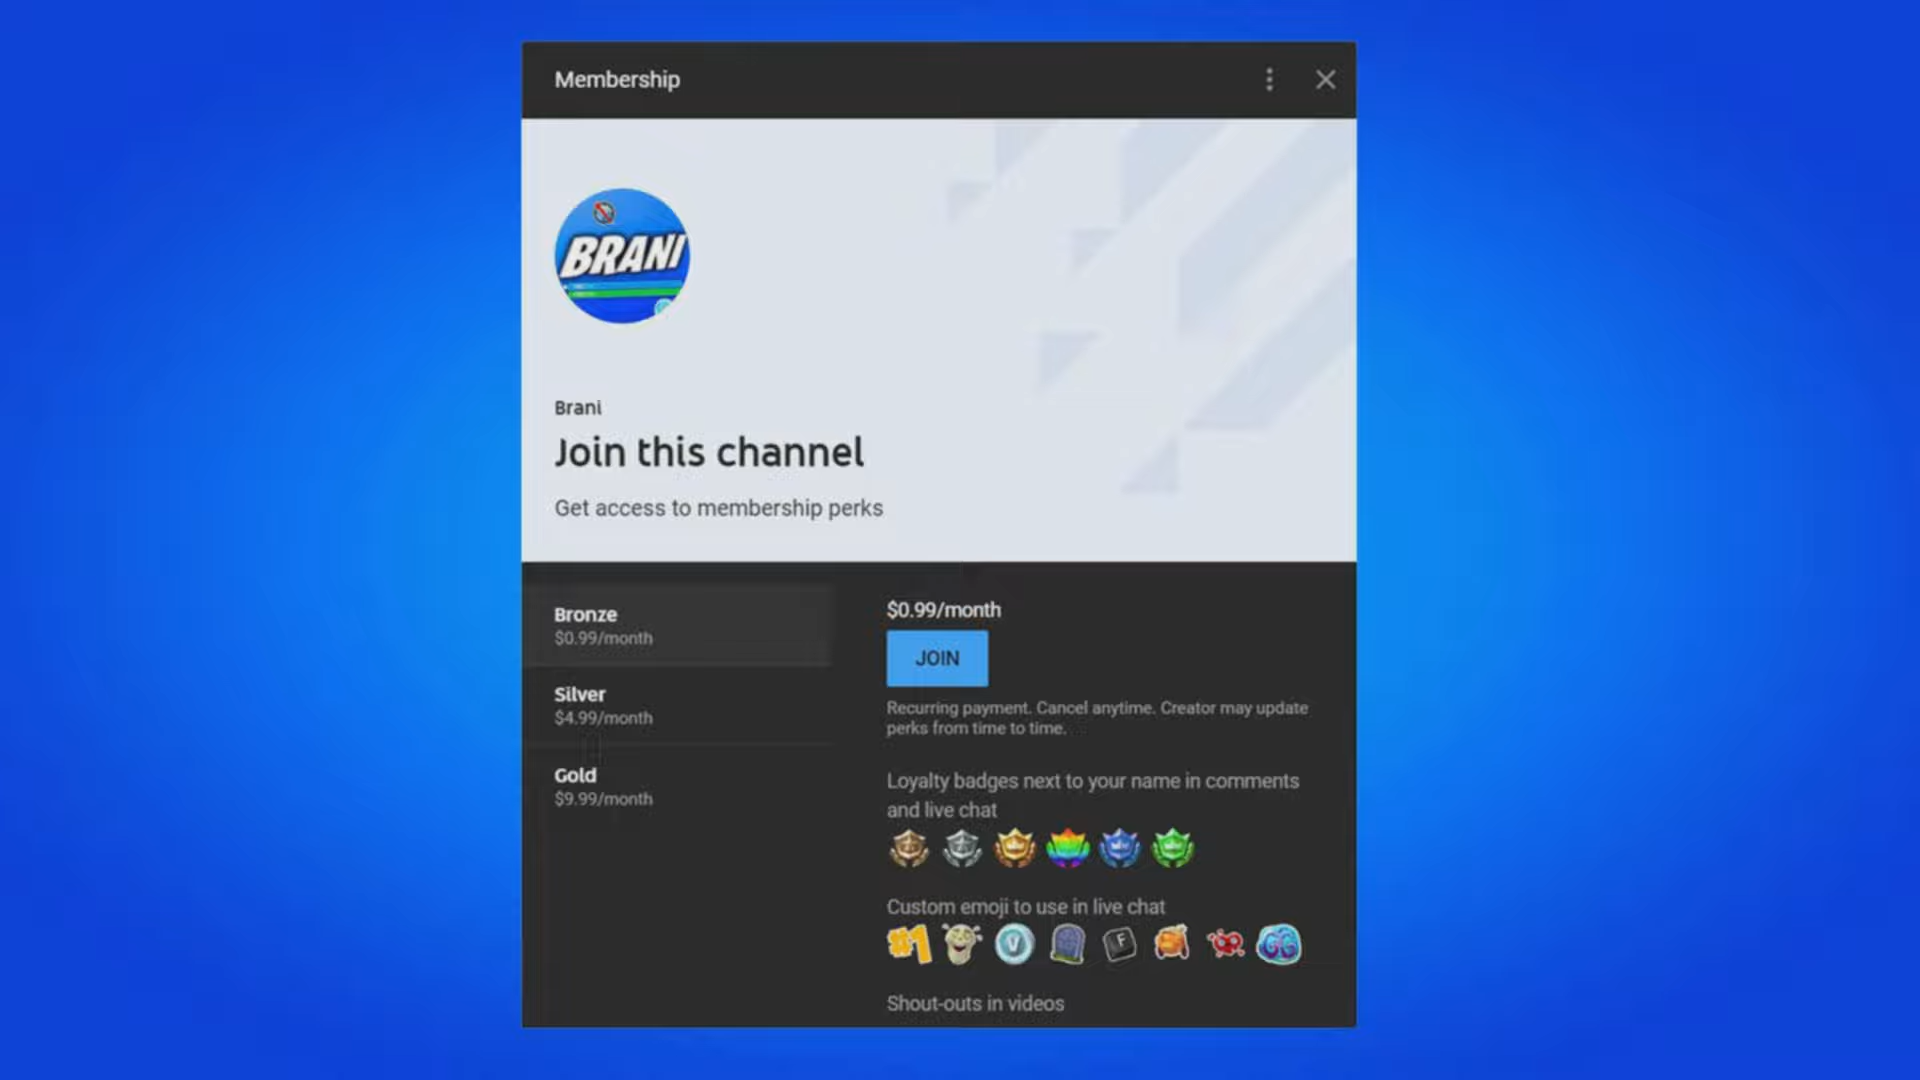 Membership
BRANI
Brani
Join this channel
Get access to membership perks
Bronze
$0.99/month
Silver
$4.99/month
Gold
$9.99/month
$0.99/month
JOIN
Recurring payment. Cancel anytime. Creator may update
perks from time to time.
Loyalty badges next to your name in comments
and live chat
Custom emoji to use in live chat
#1 V F GG
Shout-outs in videos